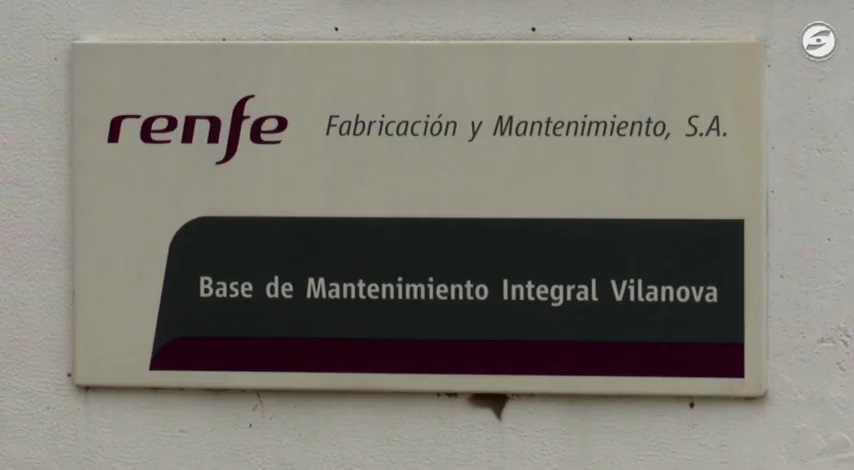 renfe Fabricación y Mantenimiento, S.A.
Base de Mantenimiento Integral Vilanova